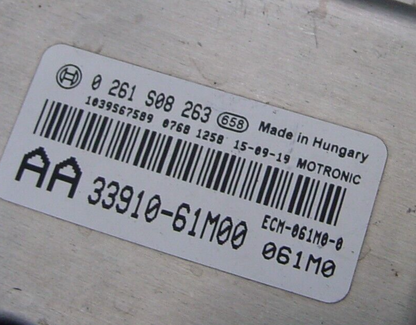 0 261 S08 263 658 Made in Hungary
1039567589 0768 1258 15-09-19 MOTRONIC
AA 33910-61M00 ECM-061M0-0
061M0